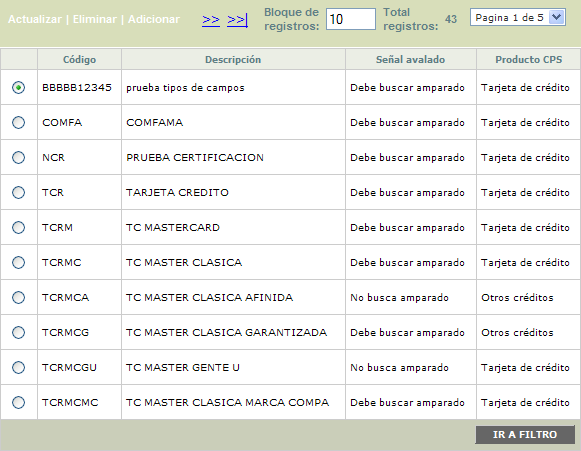 Actualizar | Eliminar | Adicionar >> >>| Bloque de registros: 10 Total registros: 43 Pagina 1 de 5
Código Descripción Señal avalado Producto CPS
BBBBB12345 prueba tipos de campos Debe buscar amparado Tarjeta de crédito
COMFA COMFAMA Debe buscar amparado Tarjeta de crédito
NCR PRUEBA CERTIFICACION Debe buscar amparado Tarjeta de crédito
TCR TARJETA CREDITO Debe buscar amparado Tarjeta de crédito
TCRM TC MASTERCARD Debe buscar amparado Tarjeta de crédito
TCRMC TC MASTER CLASICA Debe buscar amparado Tarjeta de crédito
TCRMCA TC MASTER CLASICA AFINIDA No busca amparado Otros créditos
TCRMCG TC MASTER CLASICA GARANTIZADA Debe buscar amparado Otros créditos
TCRMCGU TC MASTER GENTE U No busca amparado Tarjeta de crédito
TCRMCMC TC MASTER CLASICA MARCA COMPA Debe buscar amparado Tarjeta de crédito
IR A FILTRO